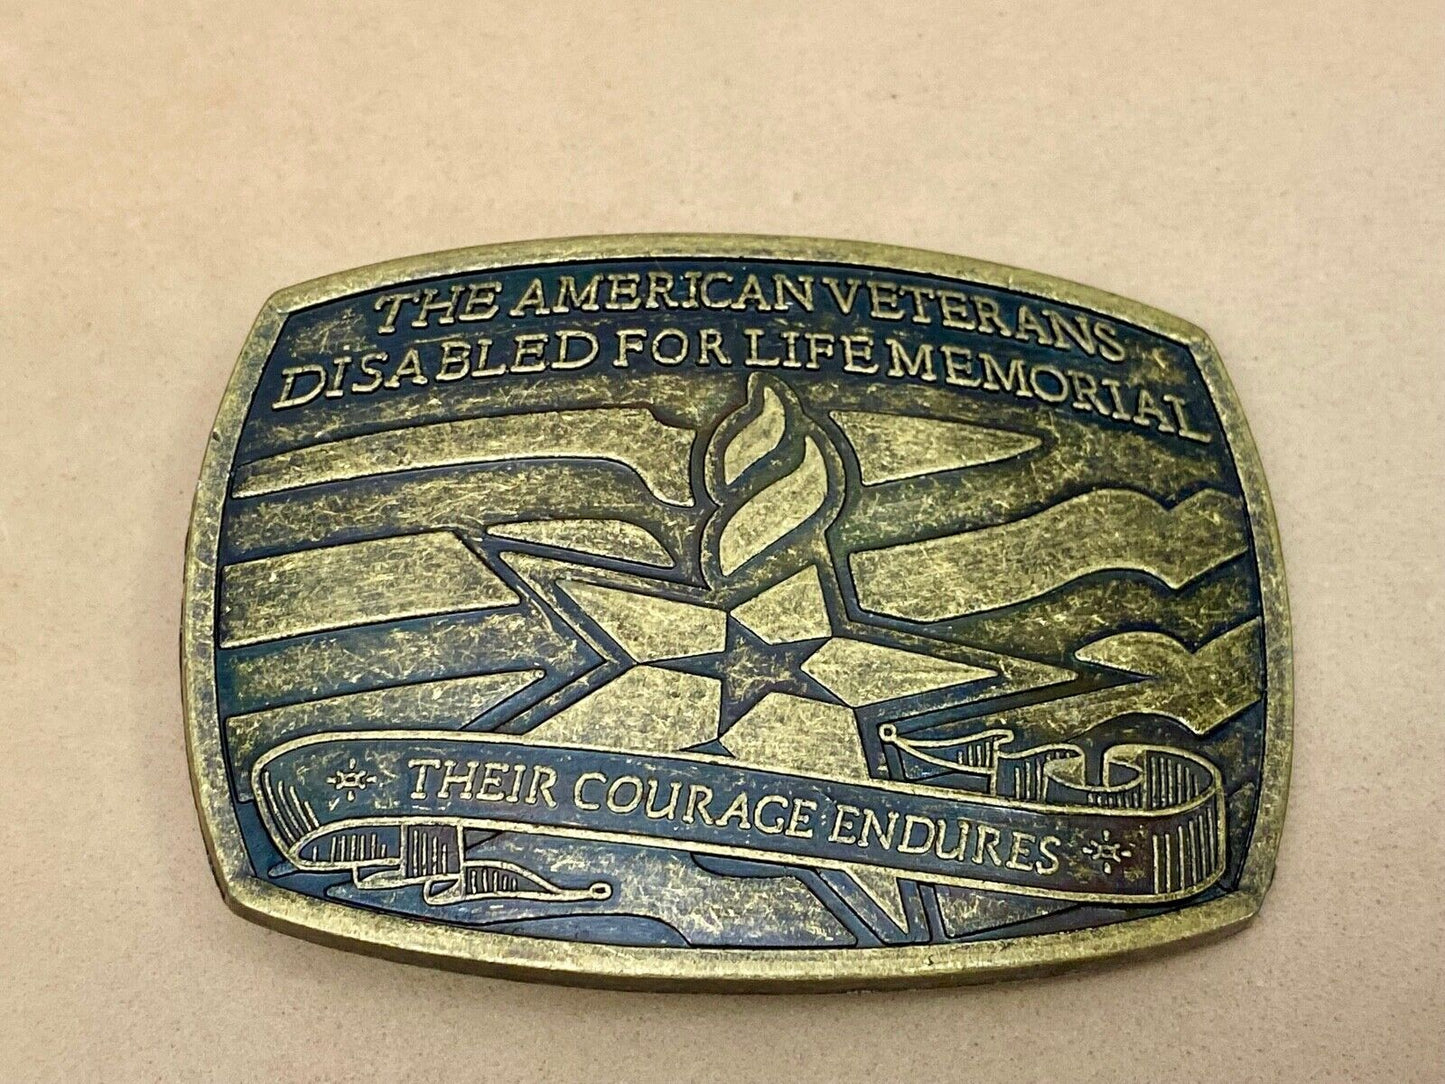 THE AMERICAN VETERANS
DISABLED FOR LIFE MEMORIAL
THEIR COURAGE ENDURES